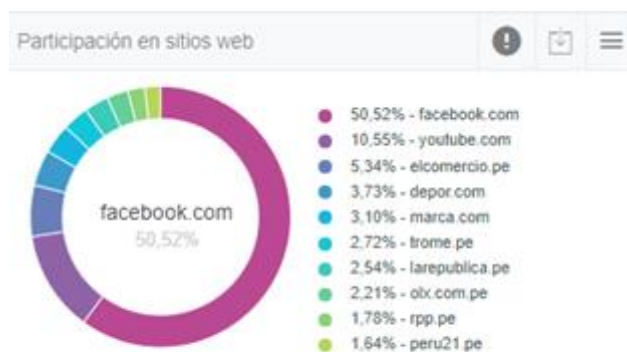 Participación en sitios web
facebook.com
50,52%
50,52% - facebook.com
10,55% - youtube.com
5,34% - elcomercio.pe
3,73% - depor.com
3,10% - marca.com
2,72% - trome.pe
2,54% - larepublica.pe
2,21% - olx.com.pe
1,78% - rpp.pe
1,64% - peru21.pe